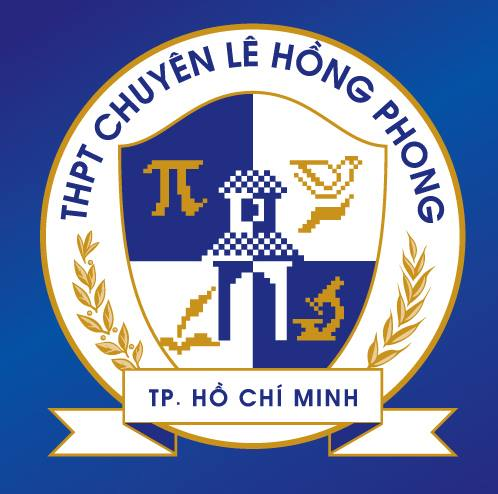 THPT CHUYÊN LÊ HỒNG PHONG
π
TP. HỒ CHÍ MINH